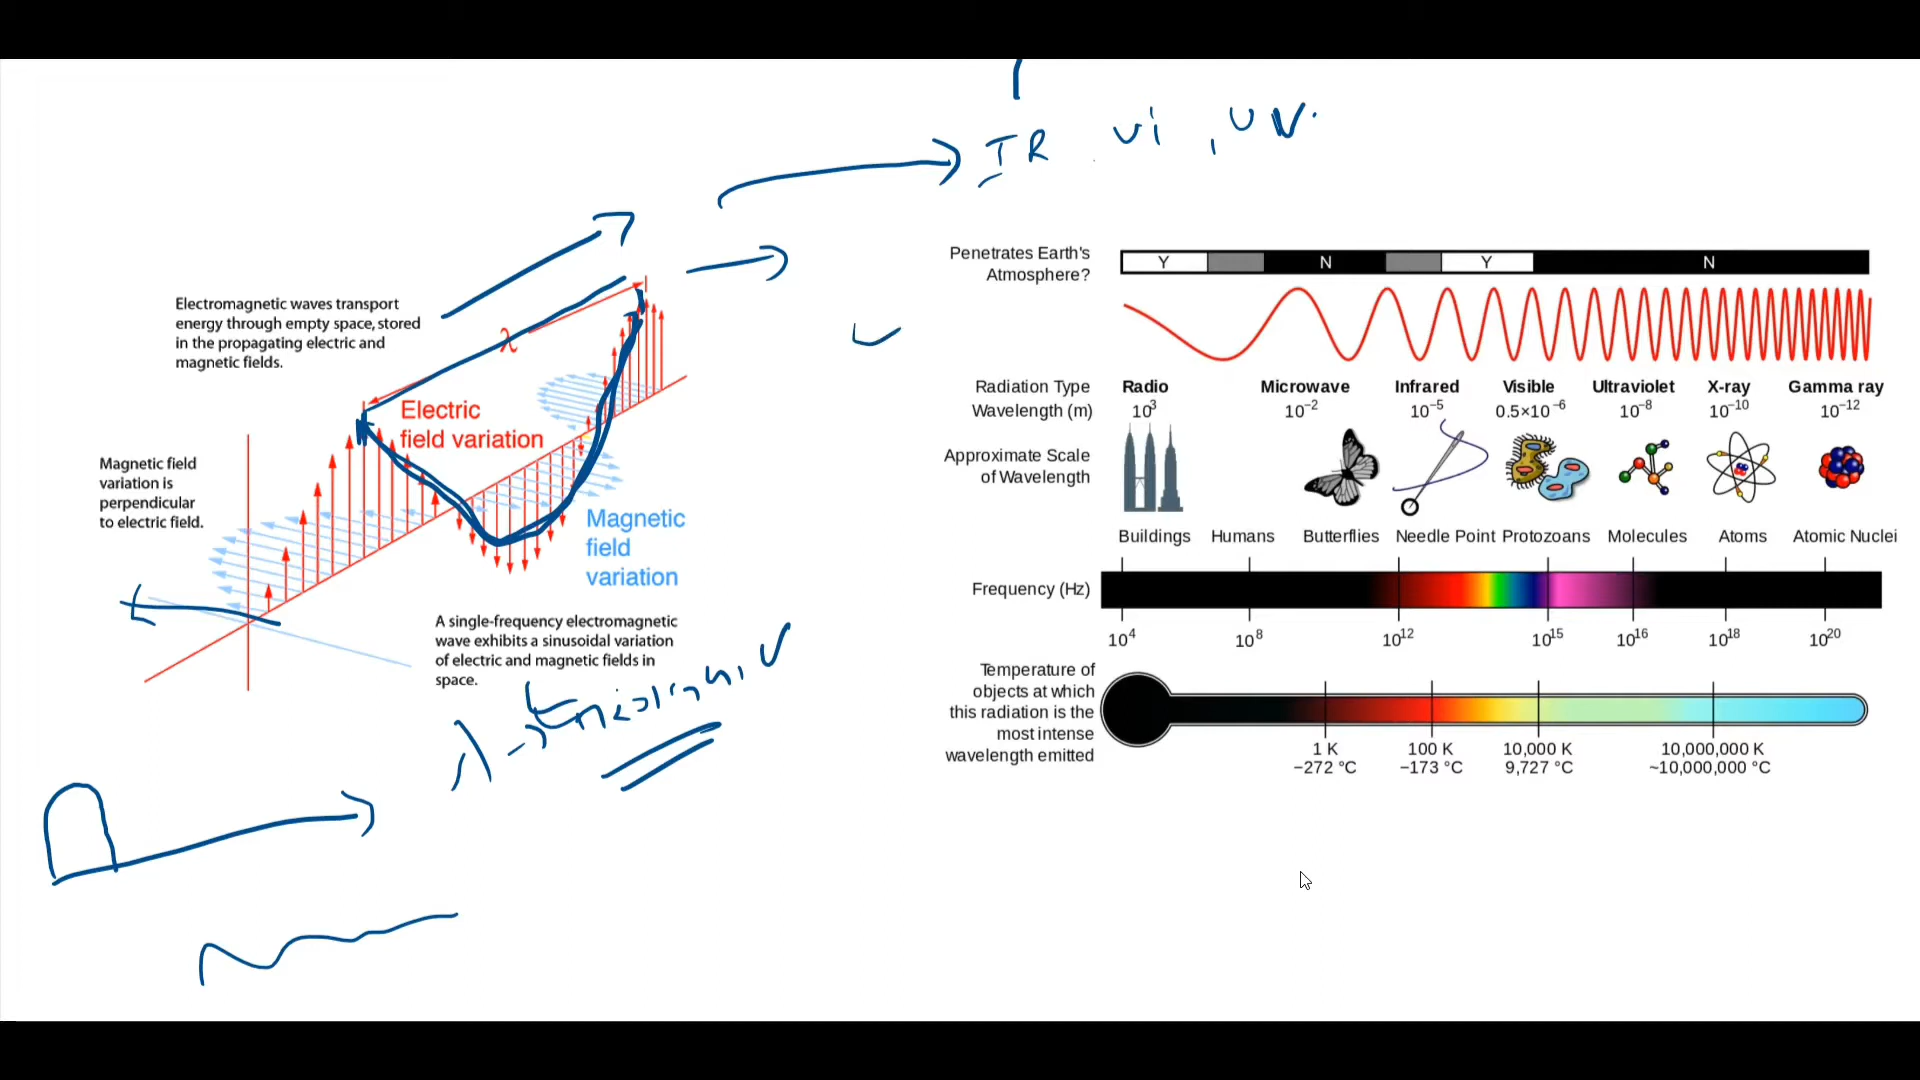 IR vi , UV.
Electromagnetic waves transport
energy through empty space, stored
in the propagating electric and
magnetic fields.
λ
Electric
field variation
Magnetic field
variation is
perpendicular
to electric field.
Magnetic
field
variation
A single-frequency electromagnetic
wave exhibits a sinusoidal variation
of electric and magnetic fields in
space.
λ
Penetrates Earth's
Atmosphere?
Y N Y N
Radiation Type
Wavelength (m)
Radio Microwave Infrared Visible Ultraviolet X-ray Gamma ray
10³ 10⁻² 10⁻⁵ 0.5×10⁻⁶ 10⁻⁸ 10⁻¹⁰ 10⁻¹²
Approximate Scale
of Wavelength
Buildings Humans Butterflies Needle Point Protozoans Molecules Atoms Atomic Nuclei
Frequency (Hz)
10⁴ 10⁸ 10¹² 10¹⁵ 10¹⁶ 10¹⁸ 10²⁰
Temperature of
objects at which
this radiation is the
most intense
wavelength emitted
1 K 100 K 10,000 K 10,000,000 K
−272 °C −173 °C 9,727 °C ~10,000,000 °C